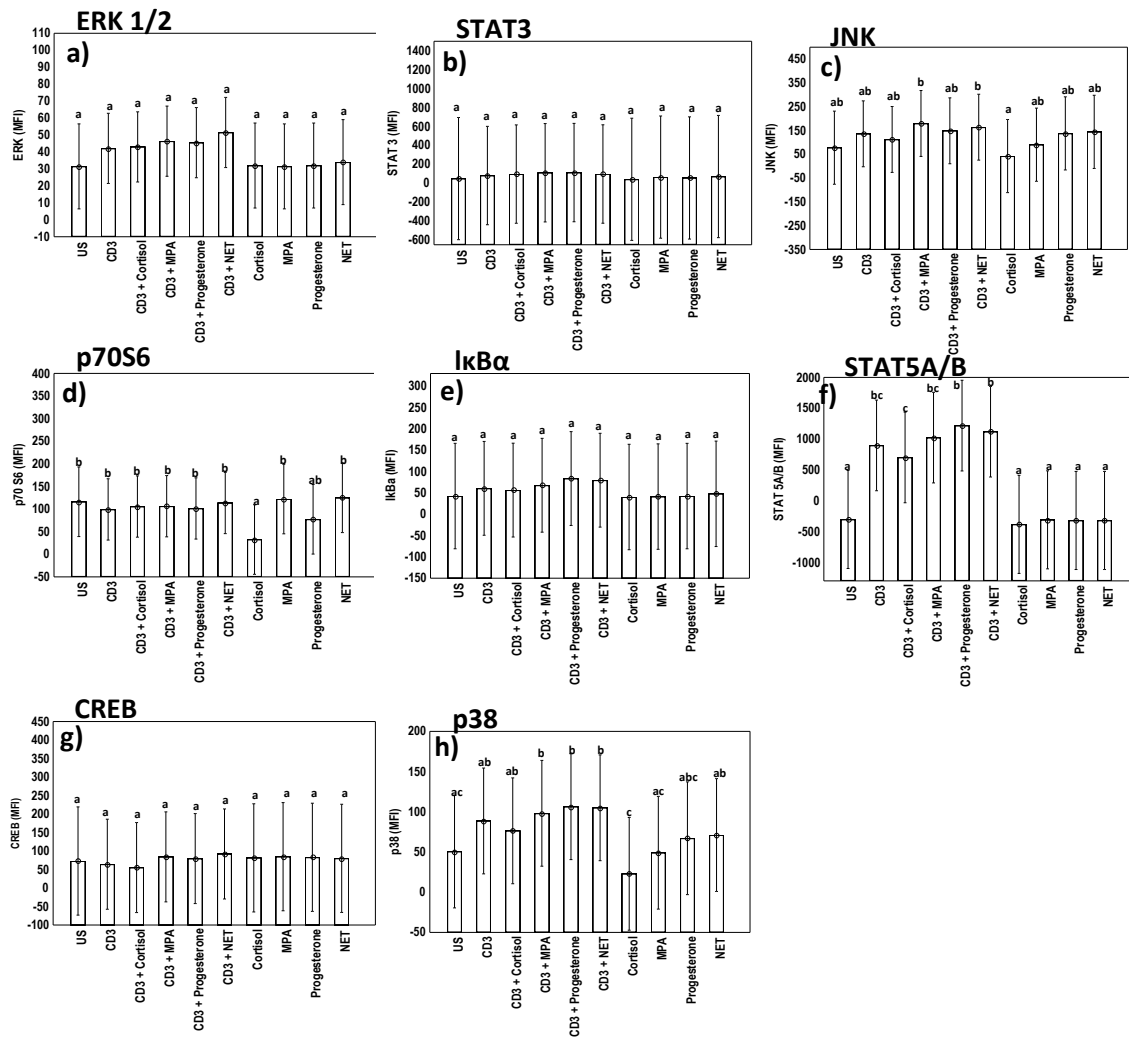 ERK 1/2
a)
ERK (MFI)
110
100
90
80
70
60
50
40
30
20
10
0
-10
a a a a a a a a a a
US
CD3
CD3 + Cortisol
CD3 + MPA
CD3 + Progesterone
CD3 + NET
Cortisol
MPA
Progesterone
NET
STAT3
b)
STAT 3 (MFI)
1400
1200
1000
800
600
400
200
0
-200
-400
-600
a a a a a a a a a a
US
CD3
CD3 + Cortisol
CD3 + MPA
CD3 + Progesterone
CD3 + NET
Cortisol
MPA
Progesterone
NET
JNK
c)
JNK (MFI)
450
350
250
150
50
-50
-150
-250
-350
ab ab ab b ab b a ab ab ab
US
CD3
CD3 + Cortisol
CD3 + MPA
CD3 + Progesterone
CD3 + NET
Cortisol
MPA
Progesterone
NET
p70S6
d)
p70 S6 (MFI)
400
350
300
250
200
150
100
50
0
-50
b b b b b b a b ab b
US
CD3
CD3 + Cortisol
CD3 + MPA
CD3 + Progesterone
CD3 + NET
Cortisol
MPA
Progesterone
NET
IκBα
e)
IkBa (MFI)
350
300
250
200
150
100
50
0
-50
-100
-150
a a a a a a a a a a
US
CD3
CD3 + Cortisol
CD3 + MPA
CD3 + Progesterone
CD3 + NET
Cortisol
MPA
Progesterone
NET
STAT5A/B
f)
STAT 5A/B (MFI)
2000
1500
1000
500
0
-500
-1000
a bc c bc b b a a a a
US
CD3
CD3 + Cortisol
CD3 + MPA
CD3 + Progesterone
CD3 + NET
Cortisol
MPA
Progesterone
NET
CREB
g)
CREB (MFI)
450
400
350
300
250
200
150
100
50
0
-50
-100
a a a a a a a a a a
US
CD3
CD3 + Cortisol
CD3 + MPA
CD3 + Progesterone
CD3 + NET
Cortisol
MPA
Progesterone
NET
p38
h)
p38 (MFI)
200
150
100
50
0
-50
ac ab ab b b b c ac abc ab
US
CD3
CD3 + Cortisol
CD3 + MPA
CD3 + Progesterone
CD3 + NET
Cortisol
MPA
Progesterone
NET